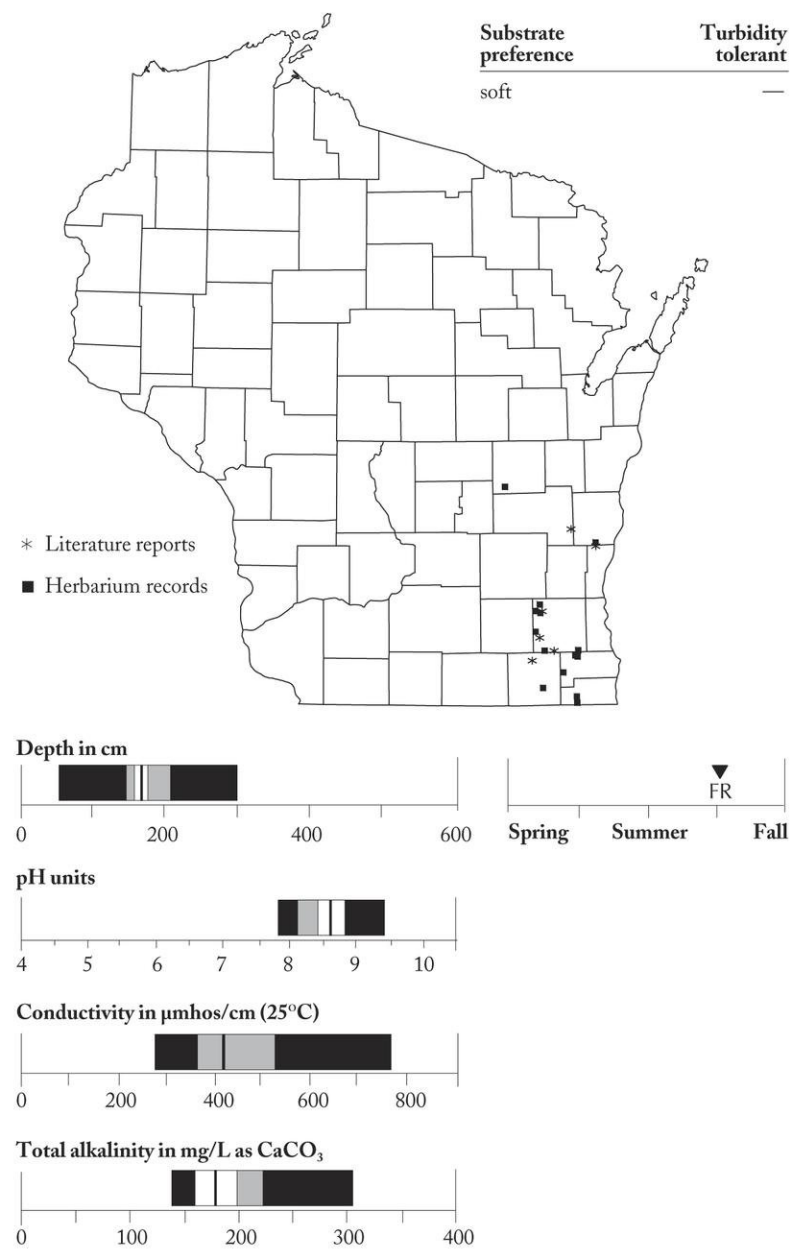 Substrate preference Turbidity tolerant
soft —
* Literature reports
■ Herbarium records
Depth in cm
0 200 400 600
FR
Spring Summer Fall
pH units
4 5 6 7 8 9 10
Conductivity in µmhos/cm (25°C)
0 200 400 600 800
Total alkalinity in mg/L as CaCO₃
0 100 200 300 400